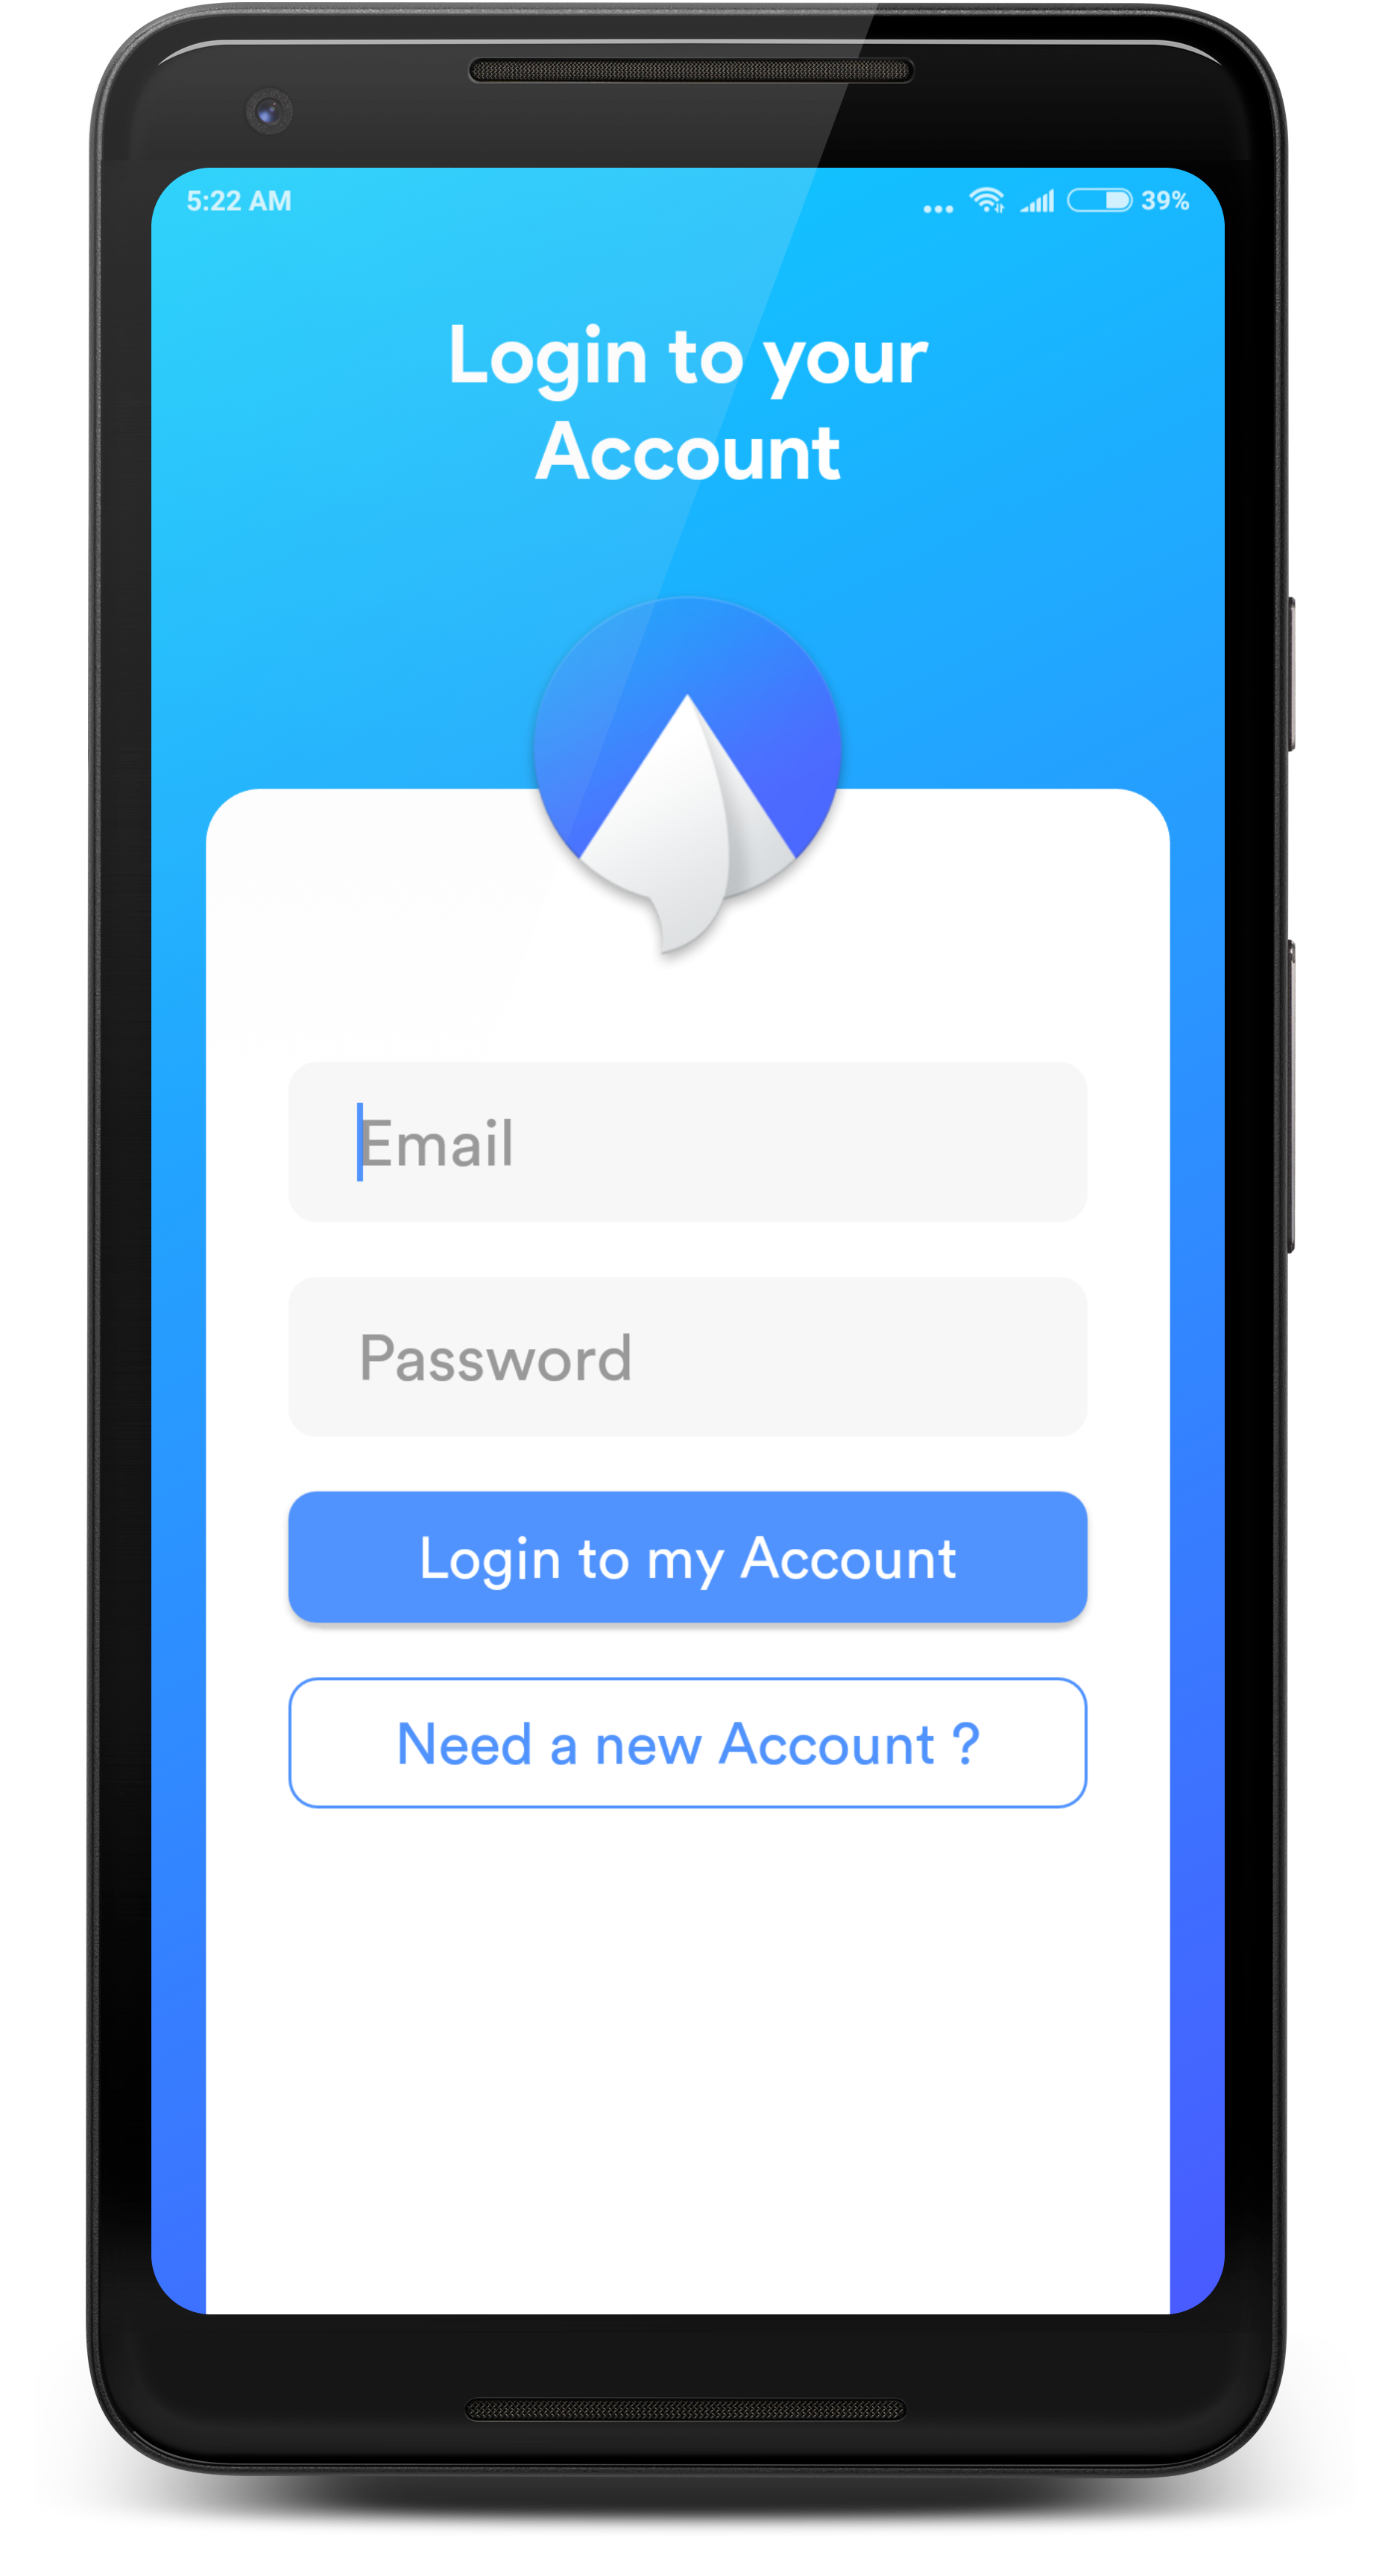 5:22 AM ... 39%
Login to your
Account
Email
Password
Login to my Account
Need a new Account ?